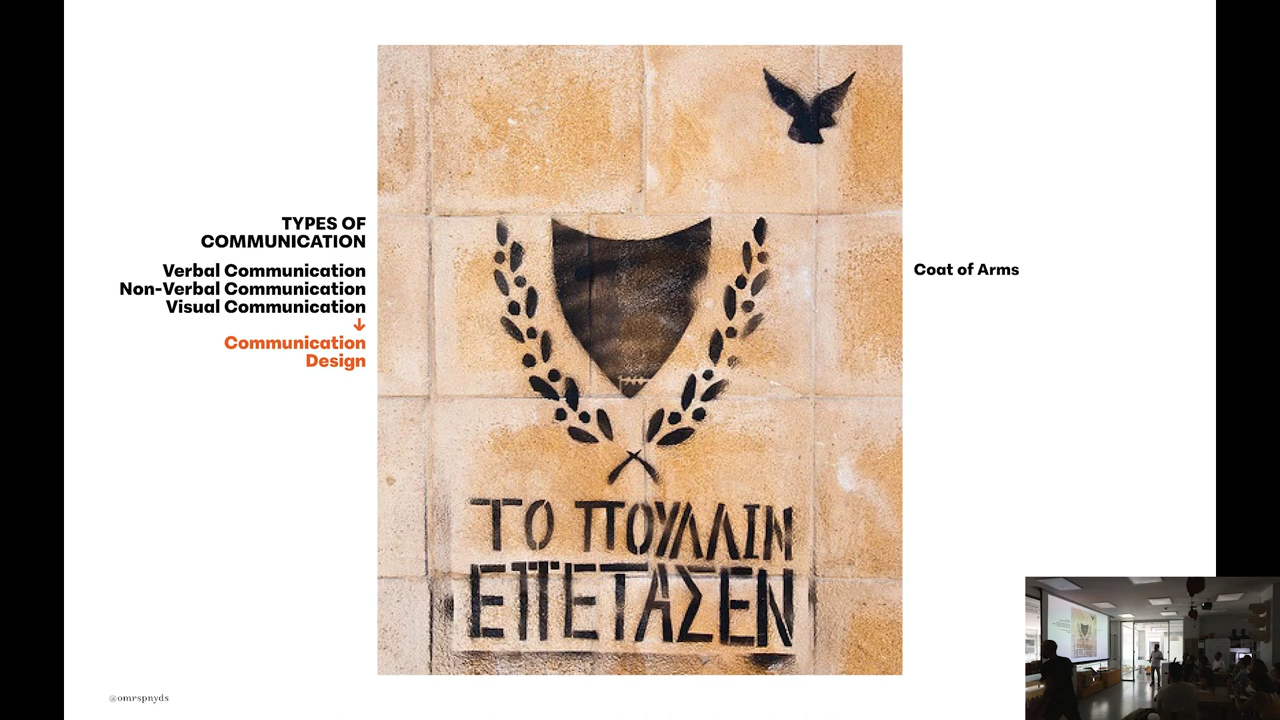 TYPES OF
COMMUNICATION
Verbal Communication
Non-Verbal Communication
Visual Communication
↓
Communication
Design
ΤΟ ΠΟΥΛΛΙΝ
ΕΠΕΤΑΣΕΝ
Coat of Arms
@omrspnyds